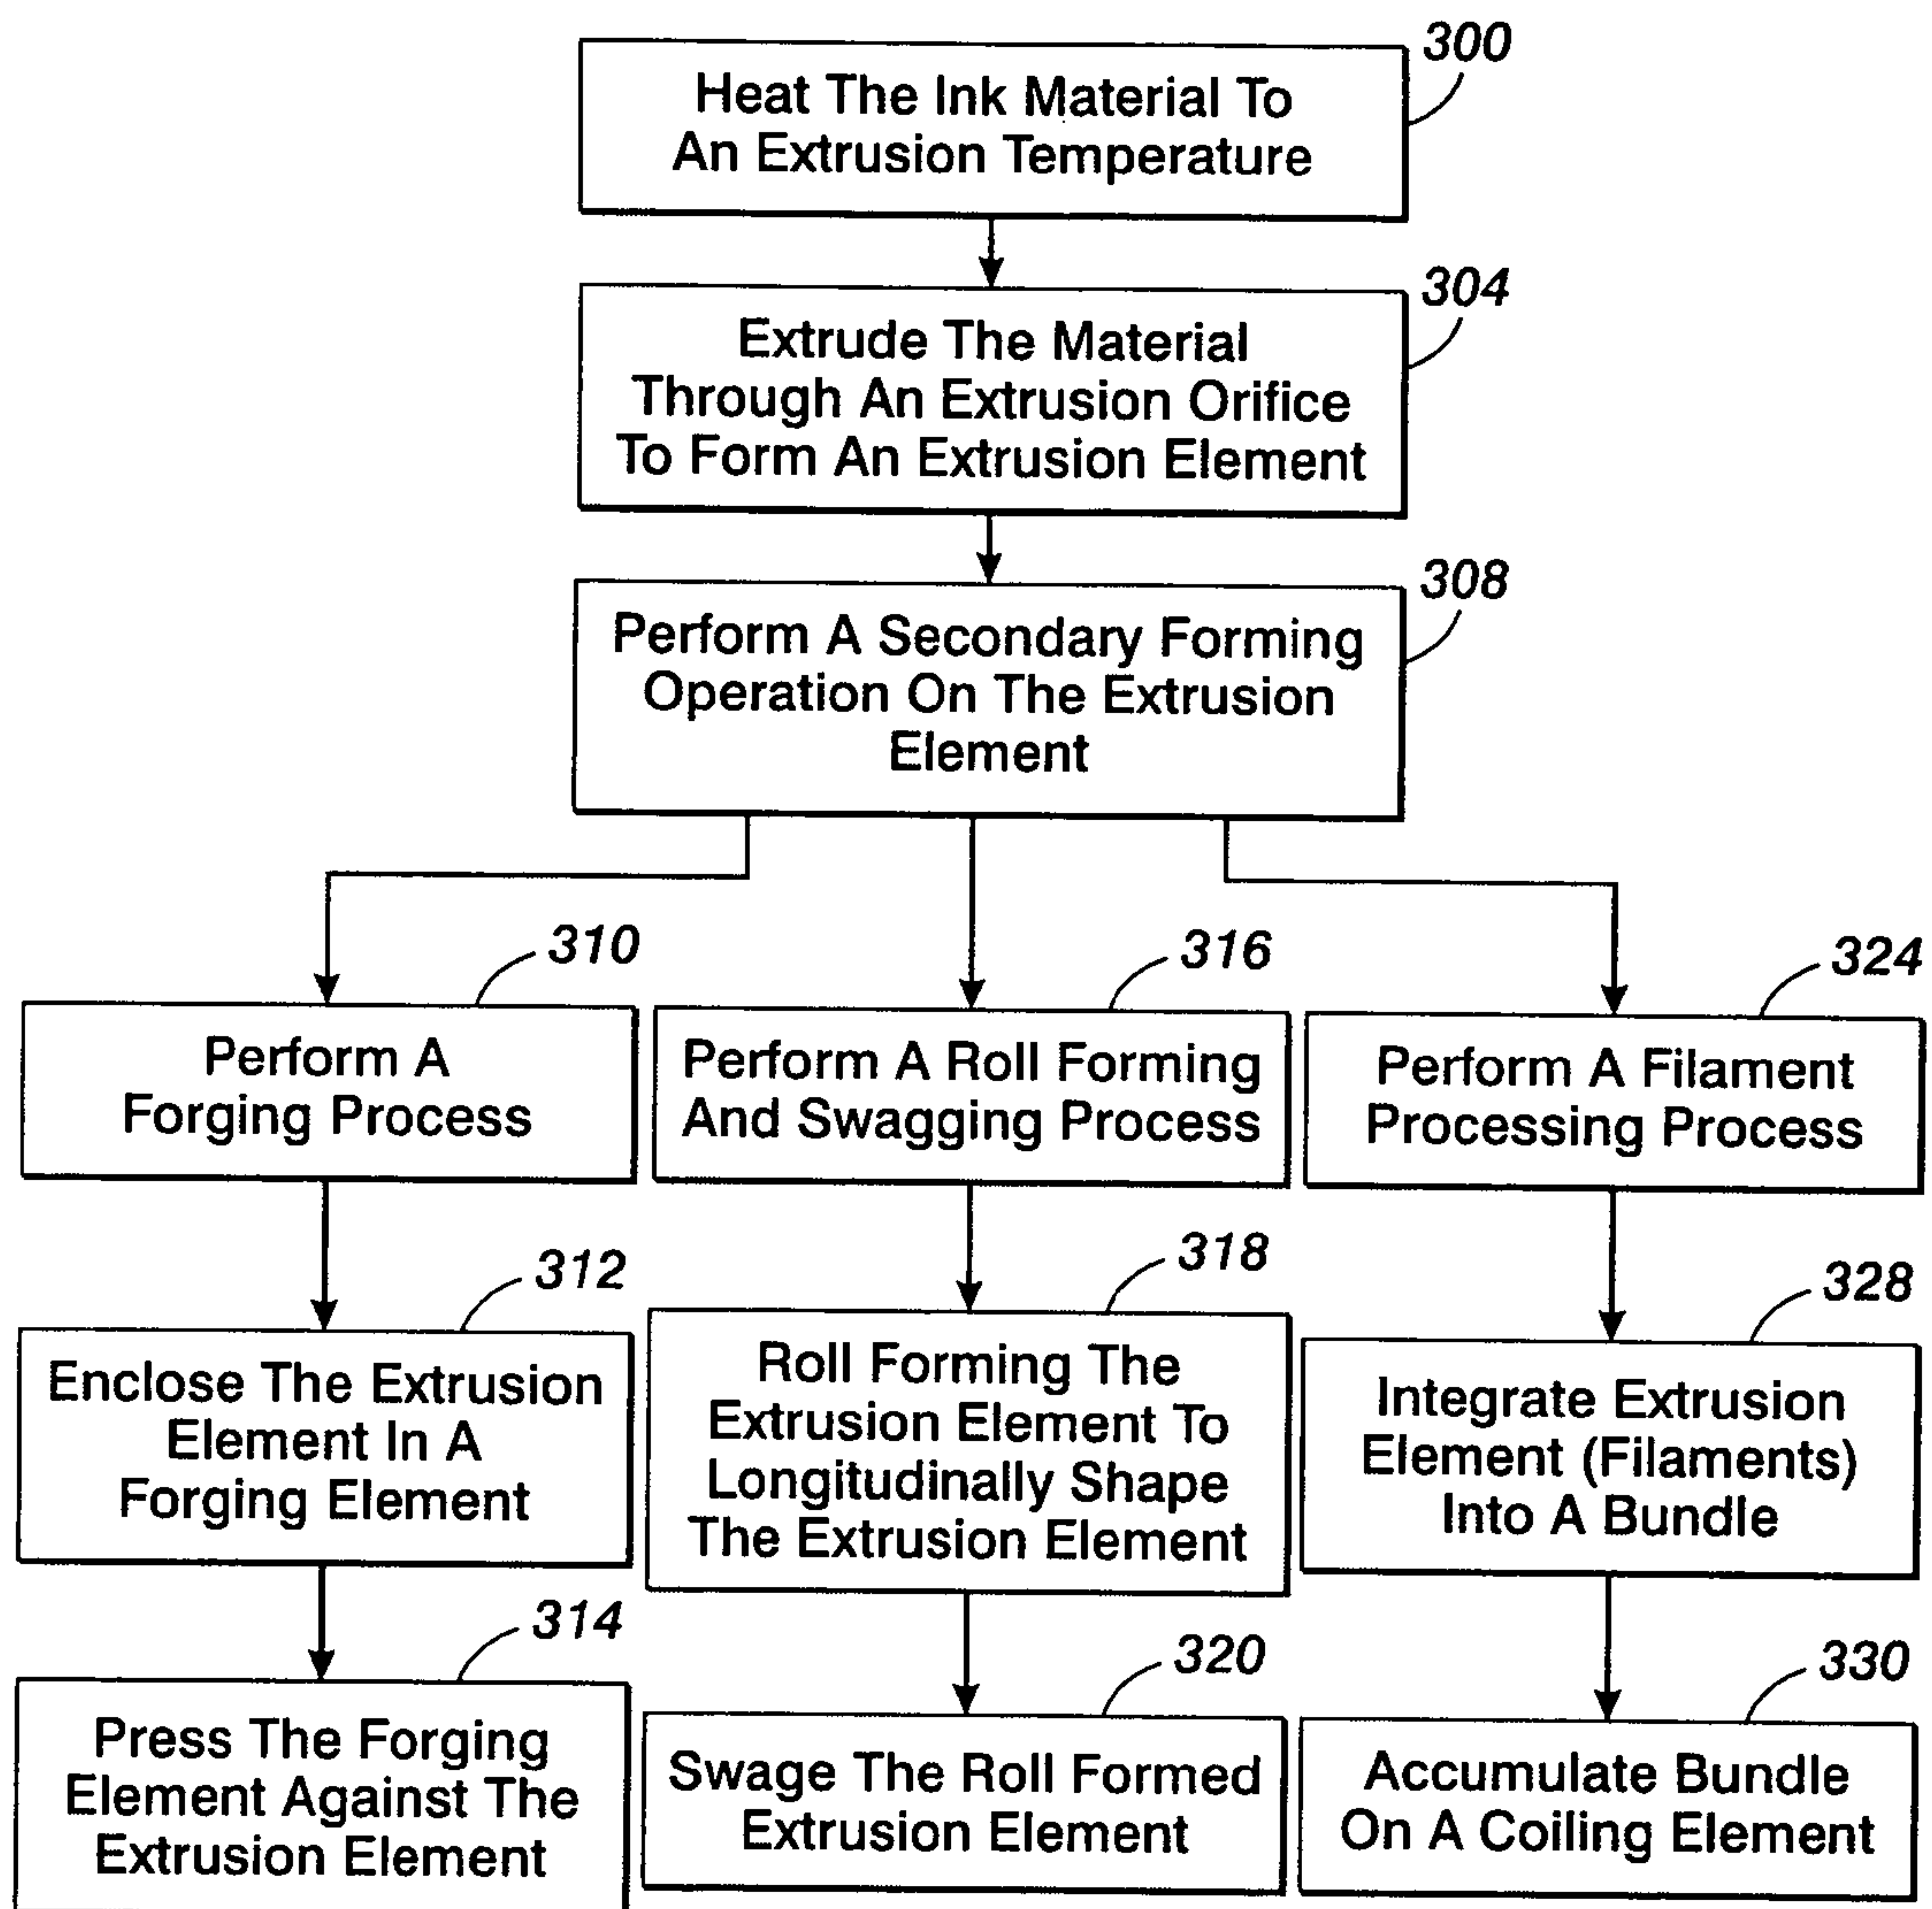 300
Heat The Ink Material To
An Extrusion Temperature
304
Extrude The Material
Through An Extrusion Orifice
To Form An Extrusion Element
308
Perform A Secondary Forming
Operation On The Extrusion
Element
310
Perform A
Forging Process
316
Perform A Roll Forming
And Swagging Process
324
Perform A Filament
Processing Process
312
Enclose The Extrusion
Element In A
Forging Element
318
Roll Forming The
Extrusion Element To
Longitudinally Shape
The Extrusion Element
328
Integrate Extrusion
Element (Filaments)
Into A Bundle
314
Press The Forging
Element Against The
Extrusion Element
320
Swage The Roll Formed
Extrusion Element
330
Accumulate Bundle
On A Coiling Element